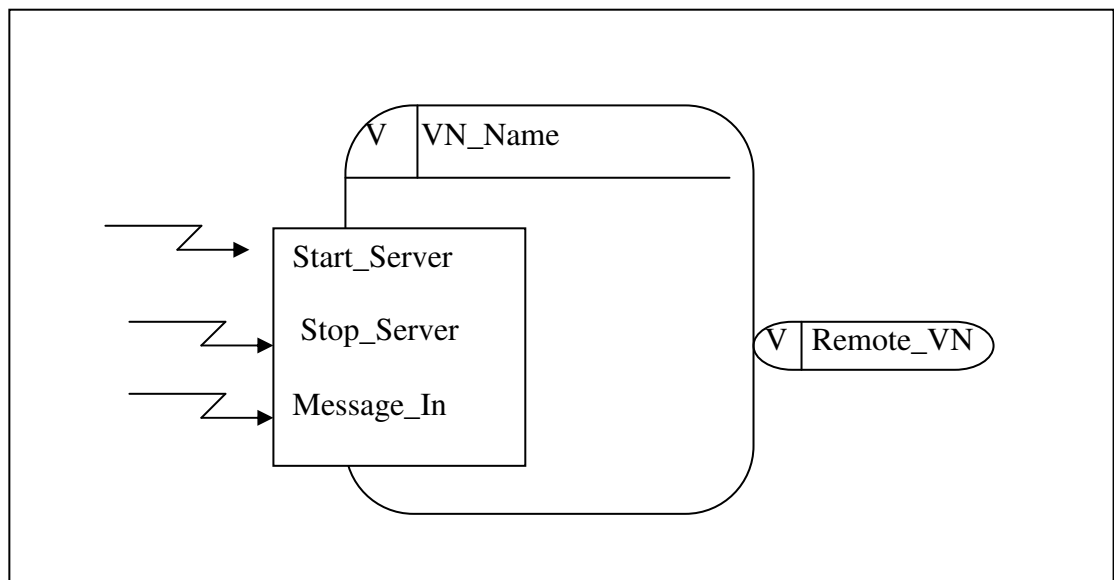 V VN_Name
Start_Server
Stop_Server
V Remote_VN
Message_In